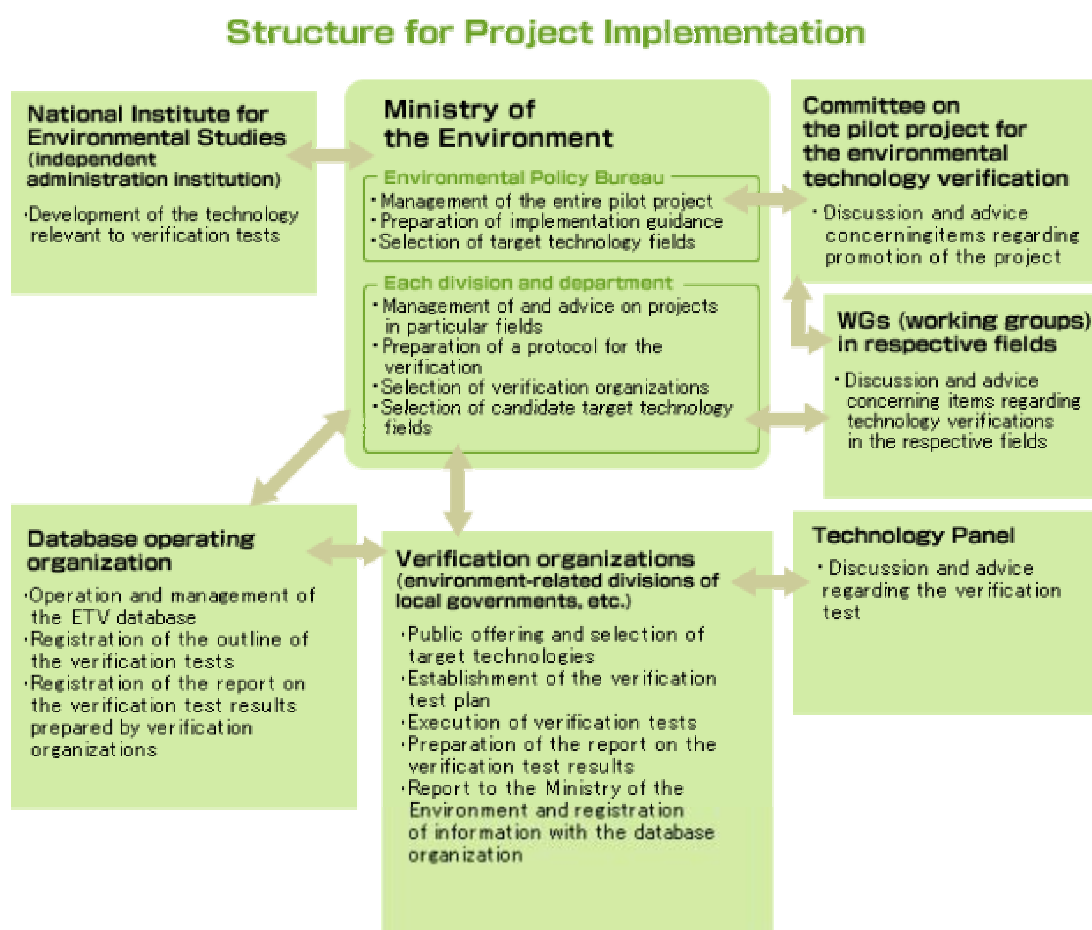 Structure for Project Implementation
National Institute for
Environmental Studies
(independent
administration institution)
・Development of the technology
relevant to verification tests
Ministry of
the Environment
Environmental Policy Bureau
・Management of the entire pilot project
・Preparation of implementation guidance
・Selection of target technology fields
Each division and department
・Management of and advice on projects
in particular fields
・Preparation of a protocol for the
verification
・Selection of verification organizations
・Selection of candidate target technology
fields
Committee on
the pilot project for
the environmental
technology verification
・Discussion and advice
concerningitems regarding
promotion of the project
WGs (working groups)
in respective fields
・Discussion and advice
concerning items regarding
technology verifications
in the respective fields
Database operating
organization
・Operation and management of
the ETV database
・Registration of the outline of
the verification tests
・Registration of the report on
the verification test results
prepared by verification
organizations
Verification organizations
(environment-related divisions of
local governments, etc.)
・Public offering and selection of
target technologies
・Establishment of the verification
test plan
・Execution of verification tests
・Preparation of the report on the
verification test results
・Report to the Ministry of the
Environment and registration
of information with the database
organization
Technology Panel
・Discussion and advice
regarding the verification
test